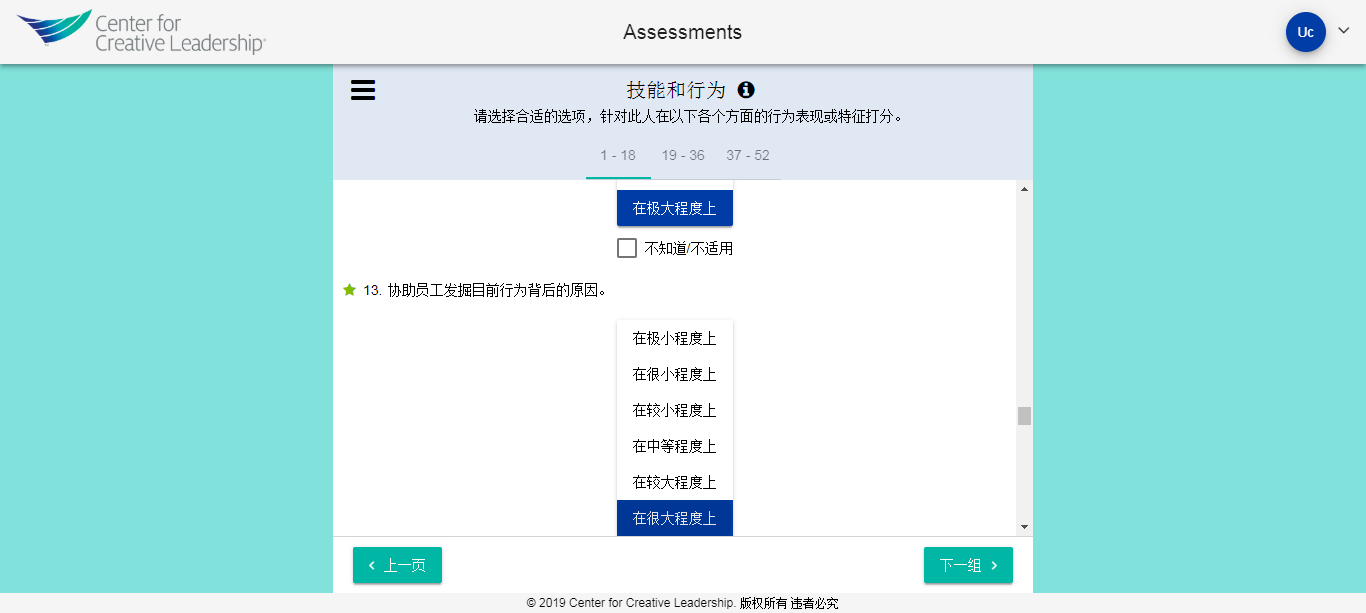 Center for
Creative Leadership®
Assessments
Uc
技能和行为
请选择合适的选项，针对此人在以下各个方面的行为表现或特征打分。
1 - 18 19 - 36 37 - 52
在极大程度上
不知道/不适用
13. 协助员工发掘目前行为背后的原因。
在极小程度上
在很小程度上
在较小程度上
在中等程度上
在较大程度上
在很大程度上
上一页 下一组
© 2019 Center for Creative Leadership. 版权所有 违者必究